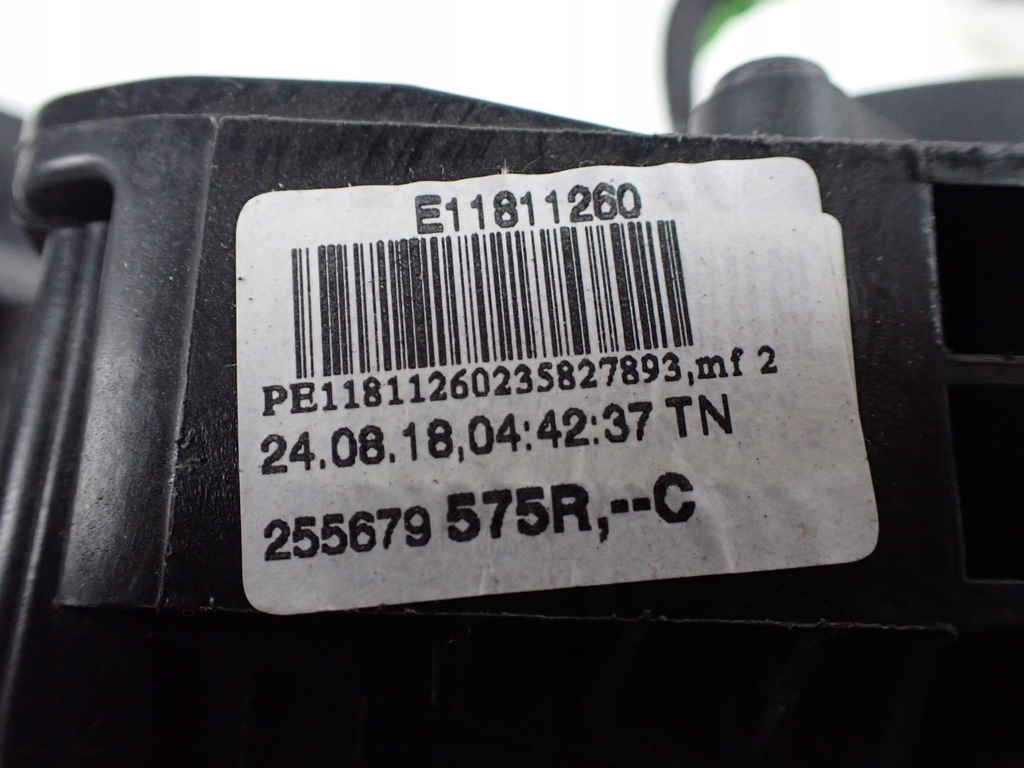 E11811260
PE11811260235827893,mf 2
24.08.18,04:42:37 TN
255679 575R,--C